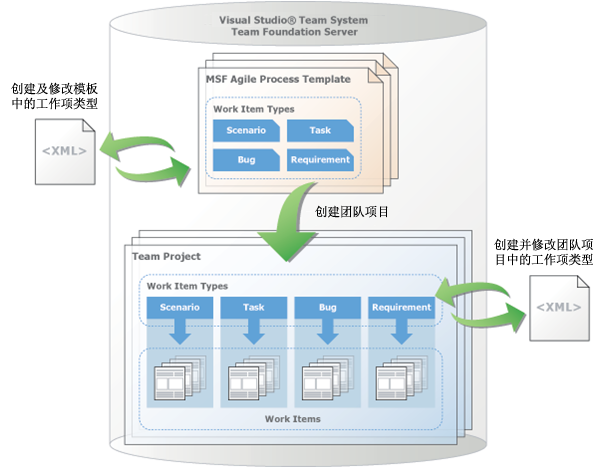 Visual Studio® Team System
Team Foundation Server
MSF Agile Process Template
创建及修改模板
中的工作项类型
Work Item Types
<XML>
Scenario
Task
Bug
Requirement
创建团队项目
Team Project
创建并修改团队项
目中的工作项类型
Work Item Types
Scenario
Task
Bug
Requirement
<XML>
Work Items